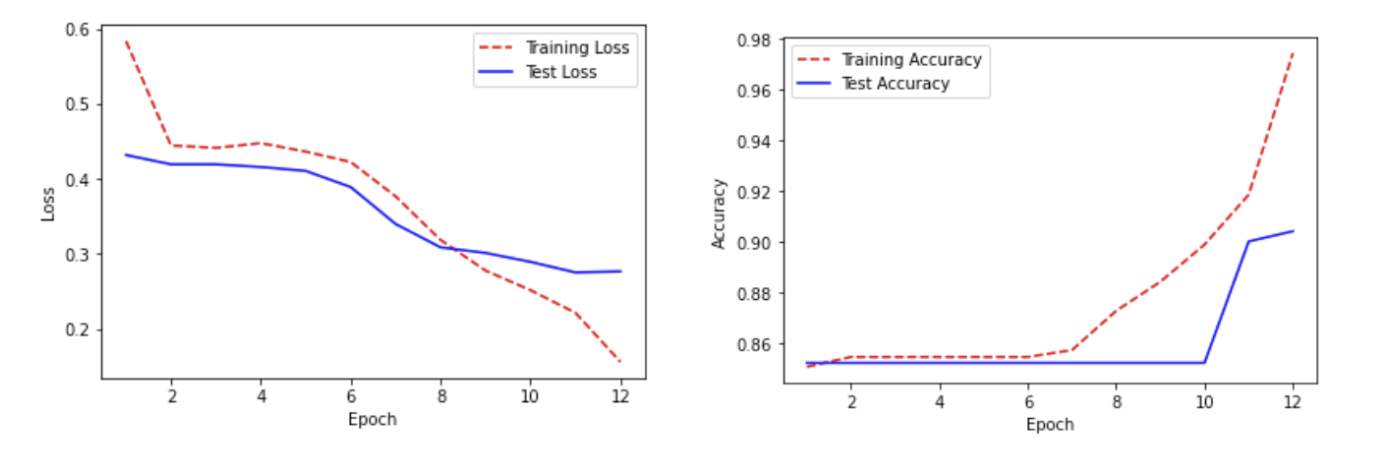 Training Loss
Test Loss
0.6
0.5
0.4
0.3
0.2
Loss
2 4 6 8 10 12
Epoch
Training Accuracy
Test Accuracy
0.98
0.96
0.94
0.92
0.90
0.88
0.86
Accuracy
2 4 6 8 10 12
Epoch